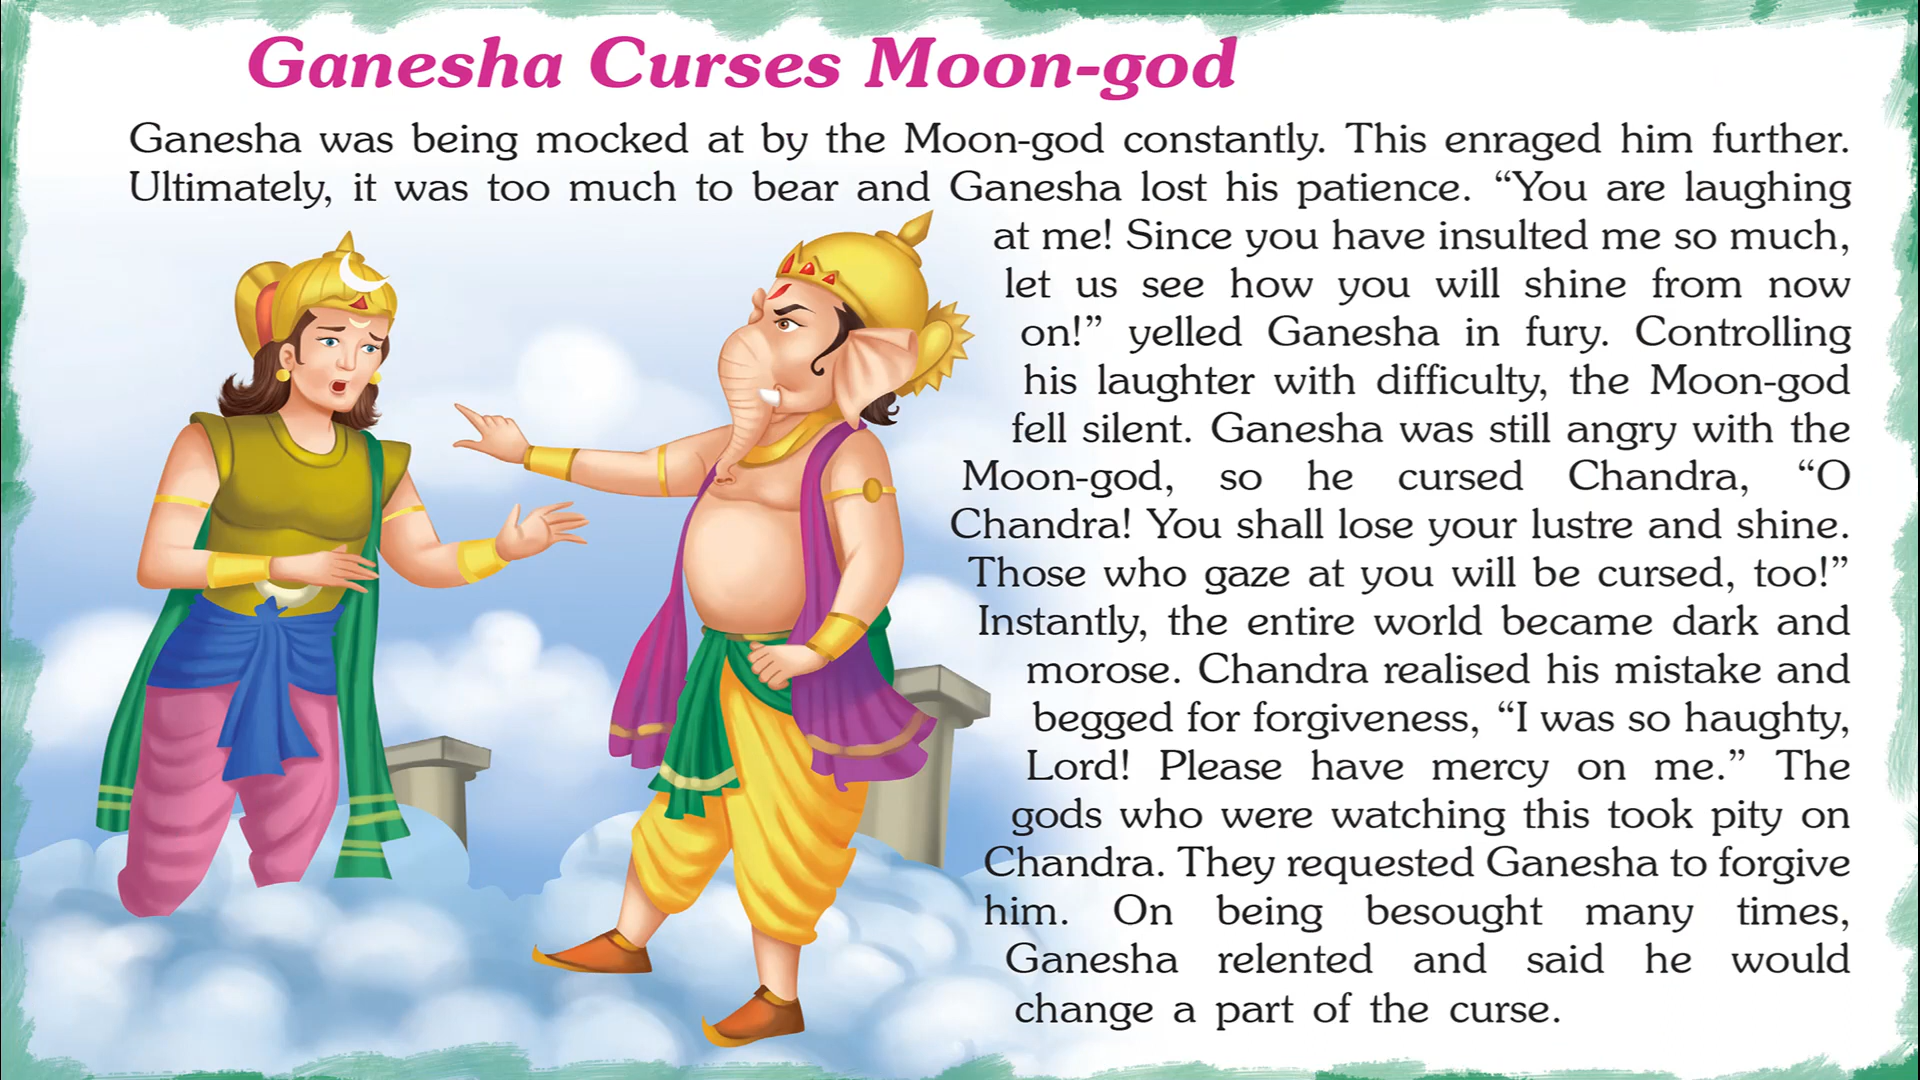 Ganesha Curses Moon-god
Ganesha was being mocked at by the Moon-god constantly. This enraged him further.
Ultimately, it was too much to bear and Ganesha lost his patience. “You are laughing
at me! Since you have insulted me so much,
let us see how you will shine from now
on!” yelled Ganesha in fury. Controlling
his laughter with difficulty, the Moon-god
fell silent. Ganesha was still angry with the
Moon-god, so he cursed Chandra, “O
Chandra! You shall lose your lustre and shine.
Those who gaze at you will be cursed, too!”
Instantly, the entire world became dark and
morose. Chandra realised his mistake and
begged for forgiveness, “I was so haughty,
Lord! Please have mercy on me.” The
gods who were watching this took pity on
Chandra. They requested Ganesha to forgive
him. On being besought many times,
Ganesha relented and said he would
change a part of the curse.